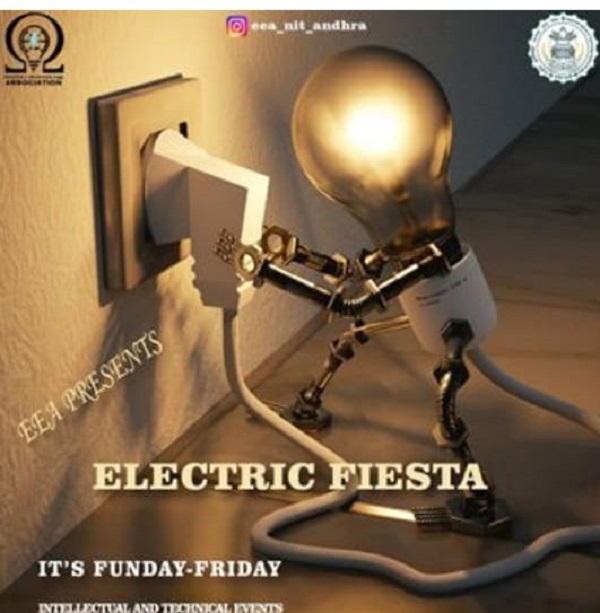 eea_nit_andhra
ASSOCIATION
EEA PRESENTS
ELECTRIC FIESTA
IT'S FUNDAY-FRIDAY
INTELLECTUAL AND TECHNICAL EVENTS